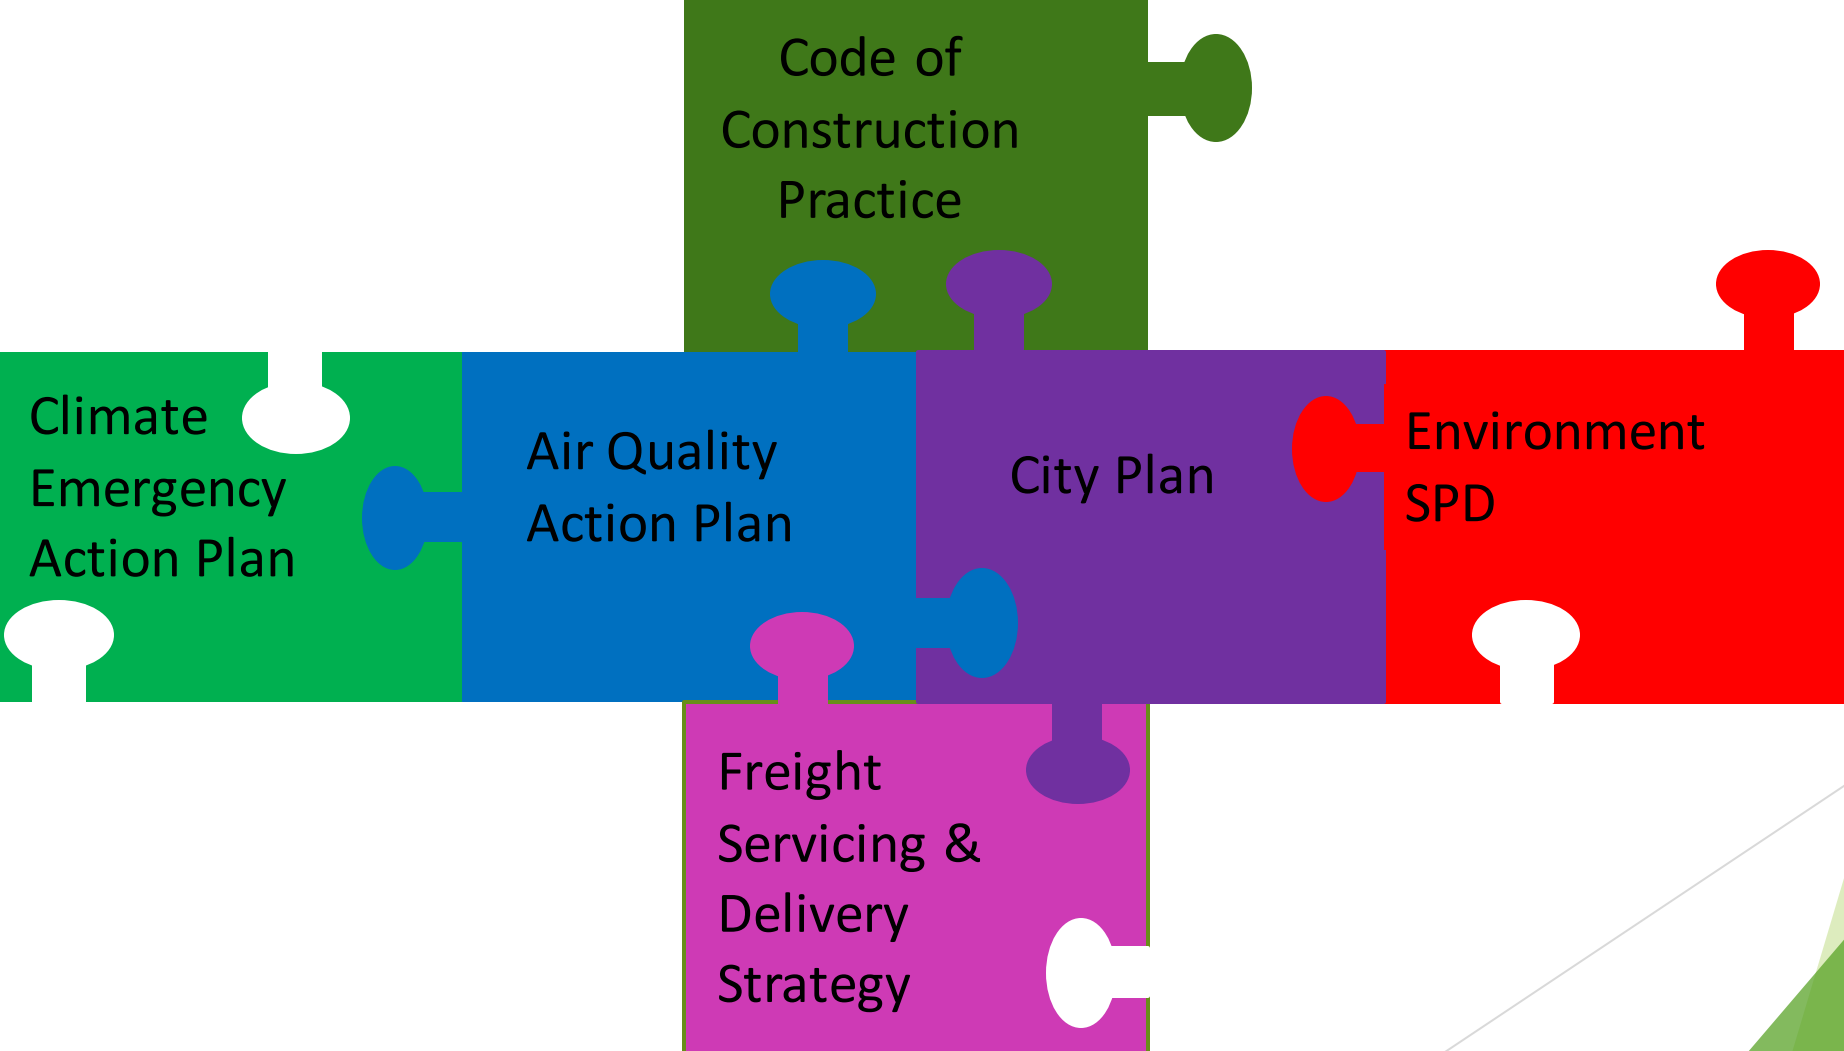 Code of
Construction
Practice
Climate
Emergency
Action Plan
Air Quality
Action Plan
City Plan
Environment
SPD
Freight
Servicing &
Delivery
Strategy